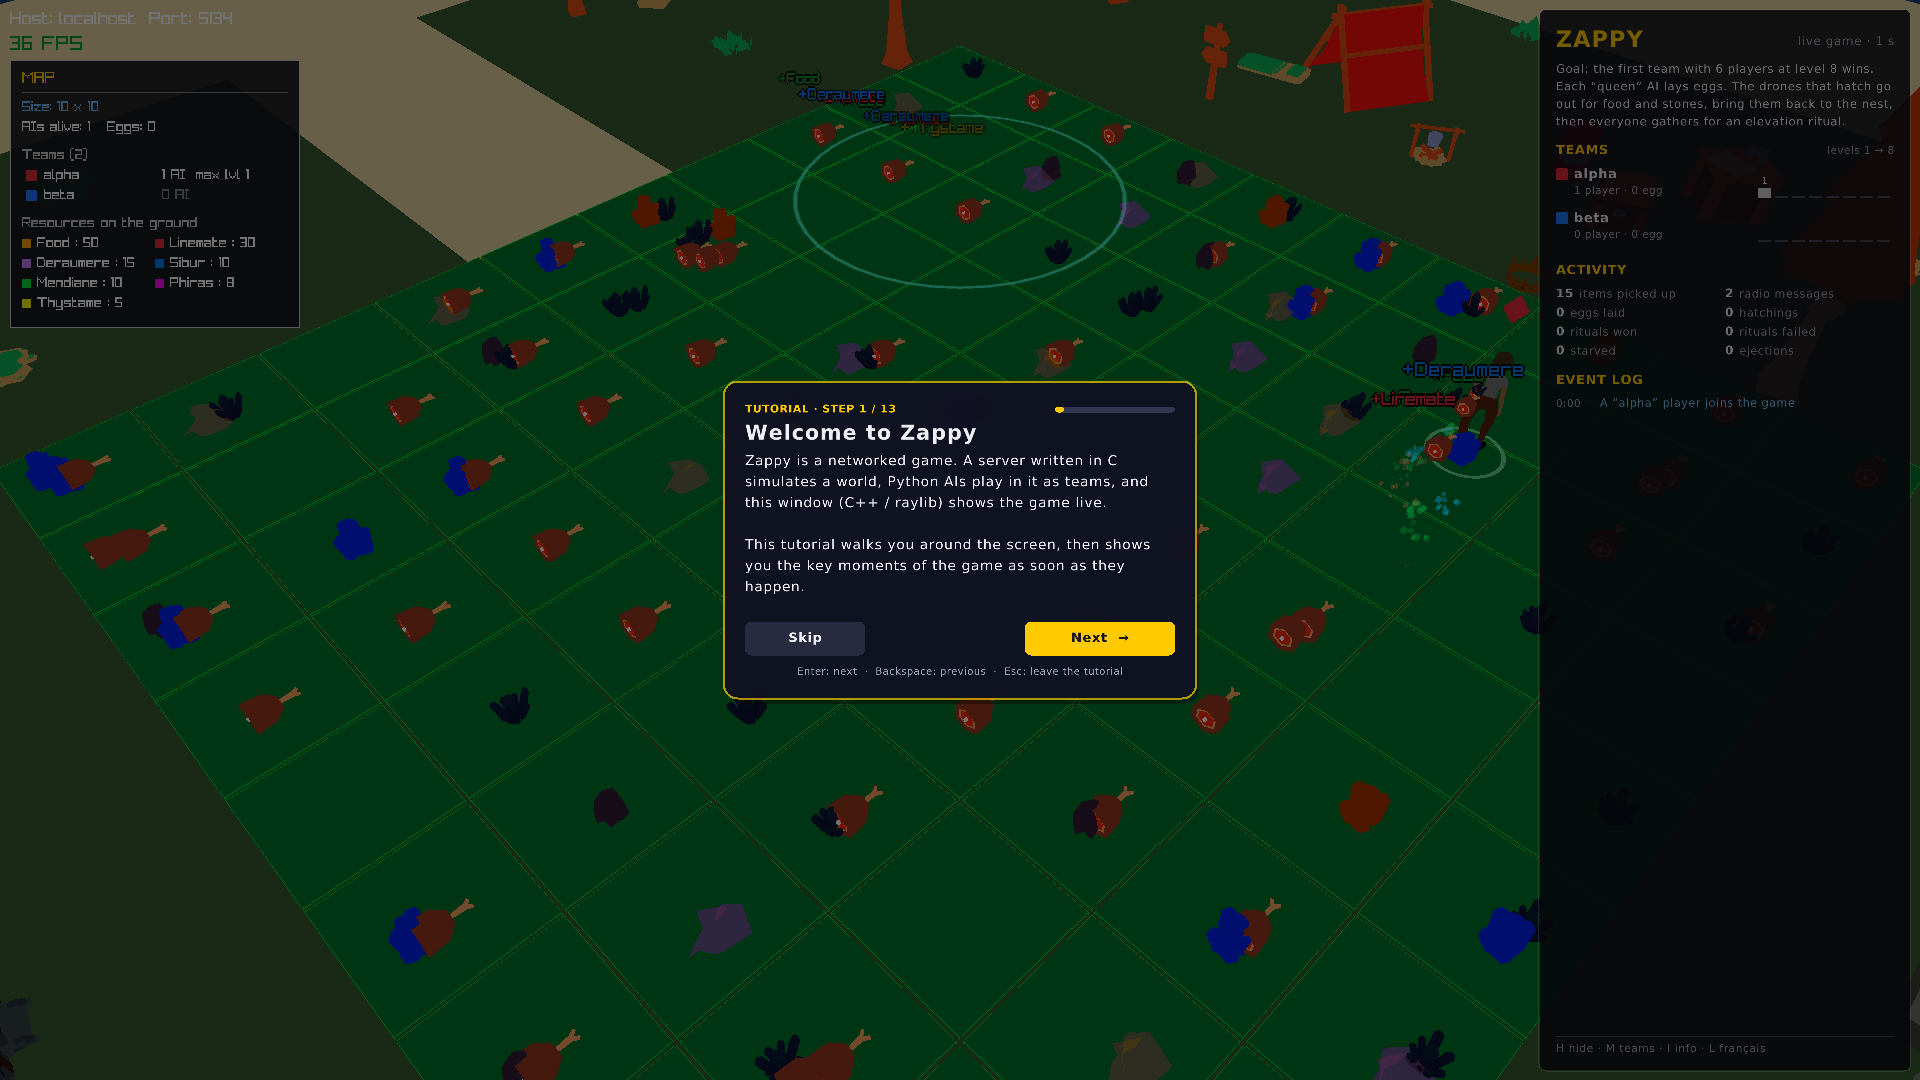 Host: localhost  Port: 5134
36 FPS
MAP
Size: 10 x 10
AIs alive: 1  Eggs: 0
Teams (2)
alpha 1 AI max lvl 1
beta 0 AI
Resources on the ground
Food : 50 Linemate : 30
Deraumere : 15 Sibur : 10
Mendiane : 10 Phiras : 8
Thystame : 5
+Food
+Deraumere
+Deraumere
+Thystame
+Deraumere
+Linemate
TUTORIAL · STEP 1 / 13
Welcome to Zappy
Zappy is a networked game. A server written in C
simulates a world, Python AIs play in it as teams, and
this window (C++ / raylib) shows the game live.
This tutorial walks you around the screen, then shows
you the key moments of the game as soon as they
happen.
Skip
Next →
Enter: next · Backspace: previous · Esc: leave the tutorial
ZAPPY
live game · 1 s
Goal: the first team with 6 players at level 8 wins.
Each “queen” AI lays eggs. The drones that hatch go
out for food and stones, bring them back to the nest,
then everyone gathers for an elevation ritual.
TEAMS
levels 1 → 8
alpha
1 player · 0 egg
1
beta
0 player · 0 egg
ACTIVITY
15 items picked up 2 radio messages
0 eggs laid 0 hatchings
0 rituals won 0 rituals failed
0 starved 0 ejections
EVENT LOG
0:00 A “alpha” player joins the game
H hide · M teams · I info · L français